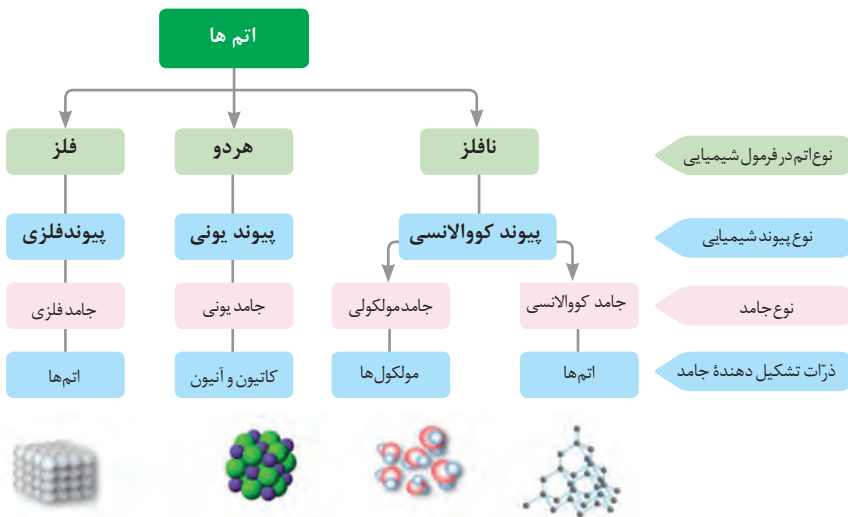 اتم ها
نوع اتم در فرمول شیمیایی
نافلز
هر دو
فلز
نوع پیوند شیمیایی
پیوند کووالانسی
پیوند یونی
پیوند فلزی
نوع جامد
جامد کووالانسی
جامد مولکولی
جامد یونی
جامد فلزی
ذرّات تشکیل دهندهٔ جامد
اتم‌ها
مولکول‌ها
کاتیون و آنیون
اتم‌ها